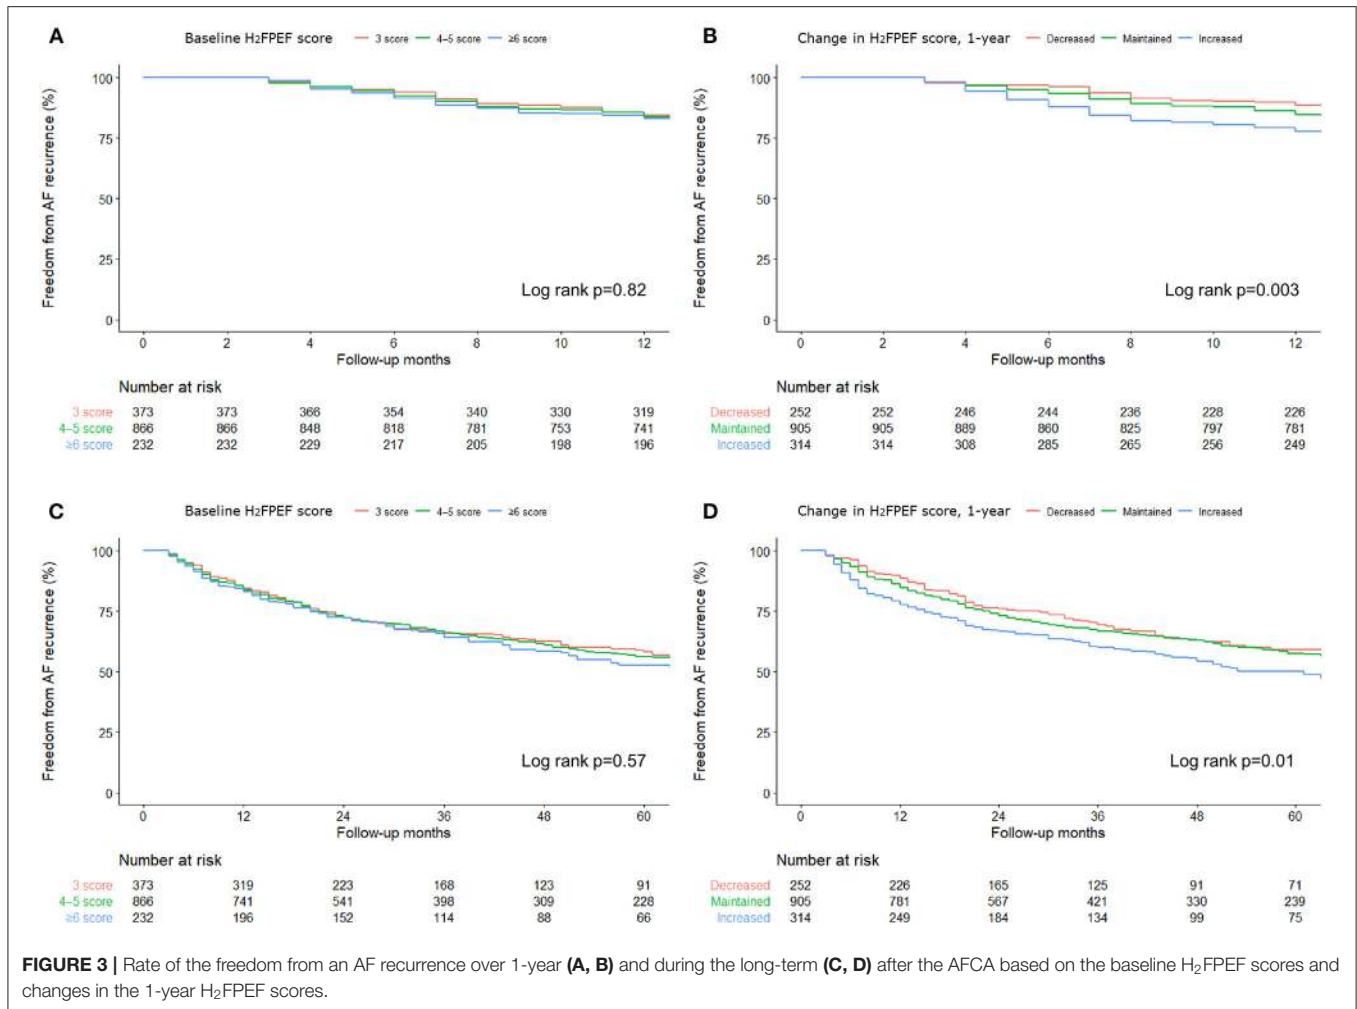 A
Baseline H₂FPEF score — 3 score — 4–5 score — ≥6 score
Freedom from AF recurrence (%)
100
75
50
25
0
Log rank p=0.82
0 2 4 6 8 10 12
Follow-up months
Number at risk
3 score 373 373 366 354 340 330 319
4–5 score 866 866 848 818 781 753 741
≥6 score 232 232 229 217 205 198 196
B
Change in H₂FPEF score, 1-year — Decreased — Maintained — Increased
Freedom from AF recurrence (%)
100
75
50
25
0
Log rank p=0.003
0 2 4 6 8 10 12
Follow-up months
Number at risk
Decreased 252 252 246 244 236 228 226
Maintained 905 905 889 860 825 797 781
Increased 314 314 308 285 265 256 249
C
Baseline H₂FPEF score — 3 score — 4–5 score — ≥6 score
Freedom from AF recurrence (%)
100
75
50
25
0
Log rank p=0.57
0 12 24 36 48 60
Follow-up months
Number at risk
3 score 373 319 223 168 123 91
4–5 score 866 741 541 398 309 228
≥6 score 232 196 152 114 88 66
D
Change in H₂FPEF score, 1-year — Decreased — Maintained — Increased
Freedom from AF recurrence (%)
100
75
50
25
0
Log rank p=0.01
0 12 24 36 48 60
Follow-up months
Number at risk
Decreased 252 226 165 125 91 71
Maintained 905 781 567 421 330 239
Increased 314 249 184 134 99 75
FIGURE 3 | Rate of the freedom from an AF recurrence over 1-year (A, B) and during the long-term (C, D) after the AFCA based on the baseline H₂FPEF scores and
changes in the 1-year H₂FPEF scores.